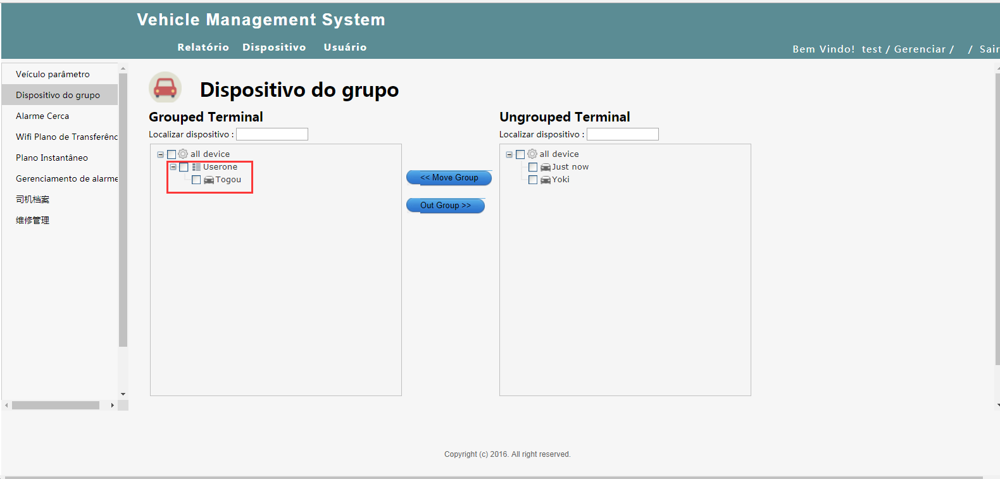 Vehicle Management System
Relatório Dispositivo Usuário
Bem Vindo! test / Gerenciar / / Sair
Veículo parâmetro
Dispositivo do grupo
Alarme Cerca
Wifi Plano de Transferênc
Plano Instantâneo
Gerenciamento de alarme
司机档案
维修管理
Dispositivo do grupo
Grouped Terminal
Localizar dispositivo :
all device
Userone
Togou
<< Move Group
Out Group >>
Ungrouped Terminal
Localizar dispositivo :
all device
Just now
Yoki
Copyright (c) 2016. All right reserved.